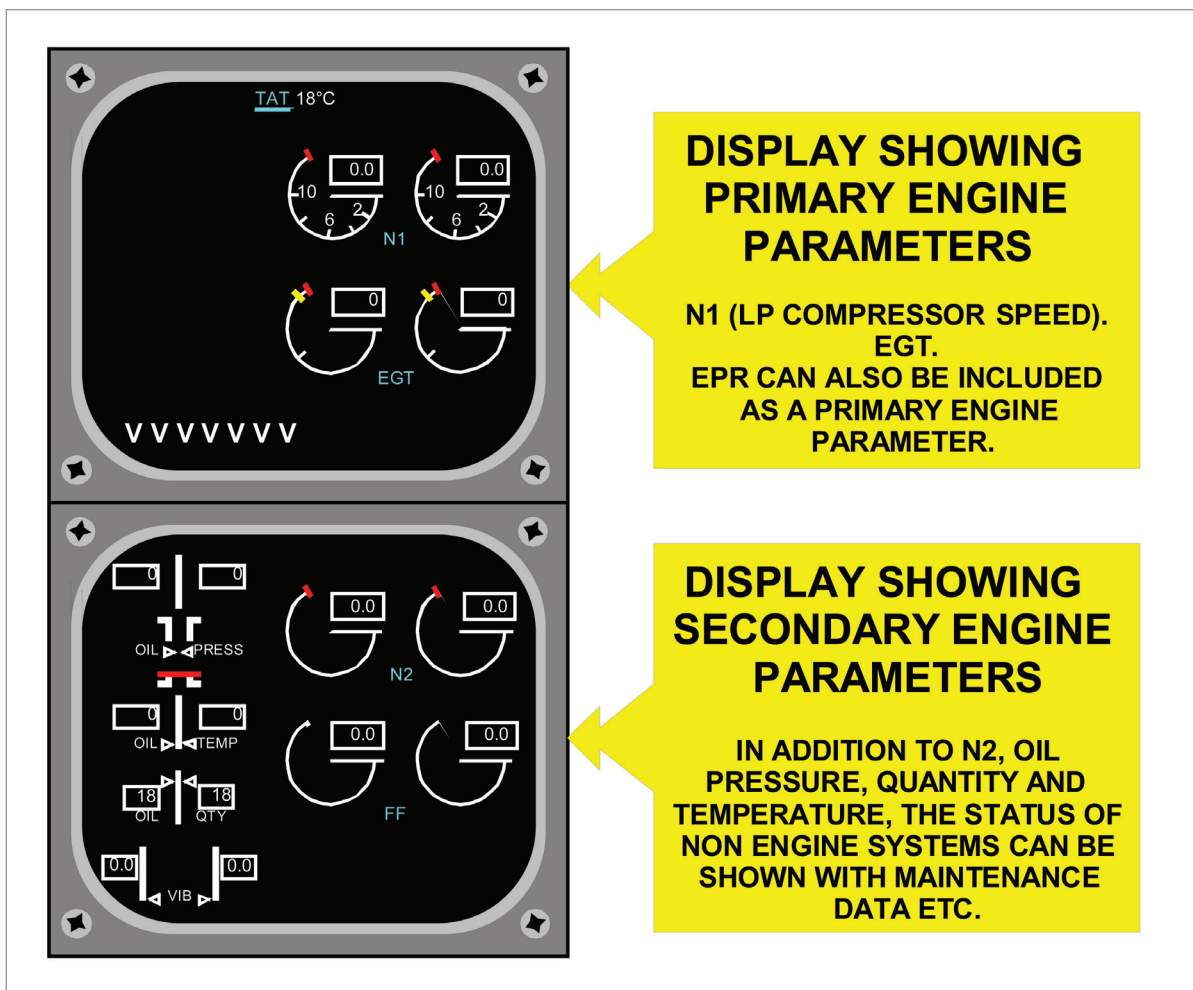 TAT 18°C
0.0 0.0
10 10
6 2 6 2
N1
0 0
EGT
V V V V V V V
DISPLAY SHOWING
PRIMARY ENGINE
PARAMETERS
N1 (LP COMPRESSOR SPEED).
EGT.
EPR CAN ALSO BE INCLUDED
AS A PRIMARY ENGINE
PARAMETER.
0 0
OIL PRESS
0 0
OIL TEMP
18 18
OIL QTY
0.0 0.0
VIB
0.0 0.0
N2
0.0 0.0
FF
DISPLAY SHOWING
SECONDARY ENGINE
PARAMETERS
IN ADDITION TO N2, OIL
PRESSURE, QUANTITY AND
TEMPERATURE, THE STATUS OF
NON ENGINE SYSTEMS CAN BE
SHOWN WITH MAINTENANCE
DATA ETC.